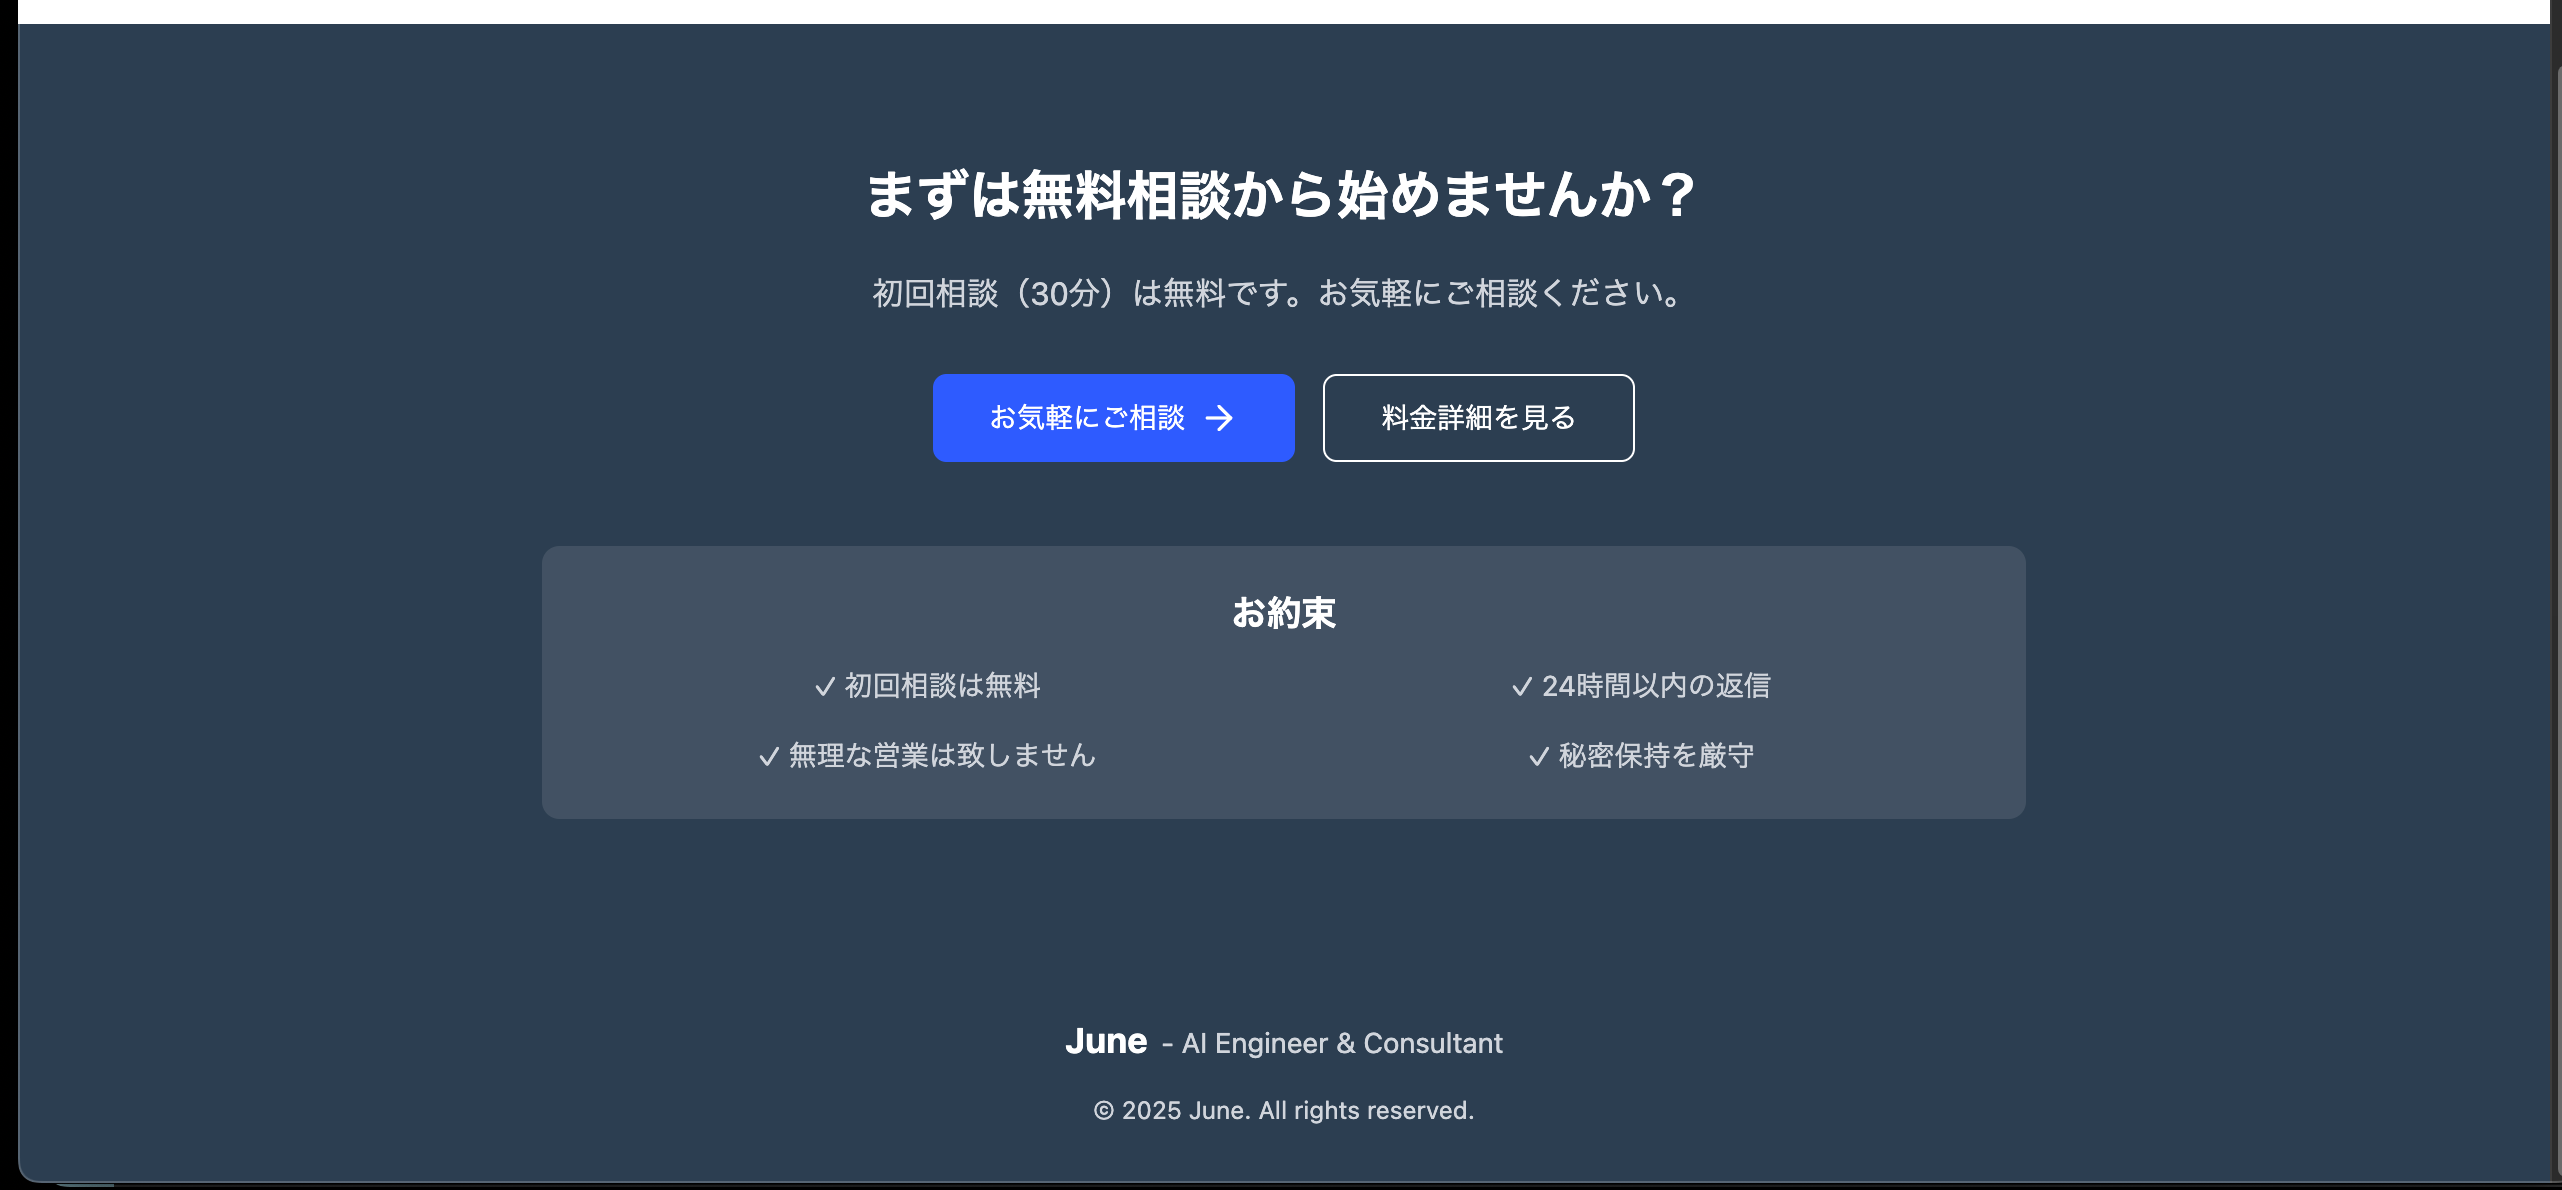 まずは無料相談から始めませんか？
初回相談（30分）は無料です。お気軽にご相談ください。
お気軽にご相談 →
料金詳細を見る
お約束
✓ 初回相談は無料
✓ 24時間以内の返信
✓ 無理な営業は致しません
✓ 秘密保持を厳守
June - AI Engineer & Consultant
© 2025 June. All rights reserved.